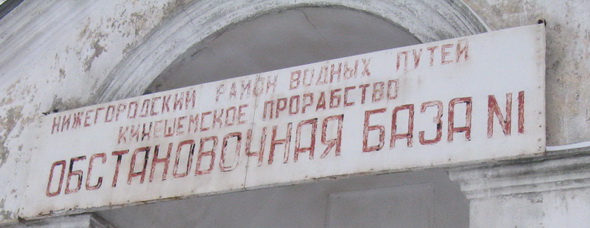 НИЖЕГОРОДСКИЙ РАЙОН ВОДНЫХ ПУТЕЙ
КИНЕШЕМСКОЕ ПРОРАБСТВО
ОБСТАНОВОЧНАЯ БАЗА N1